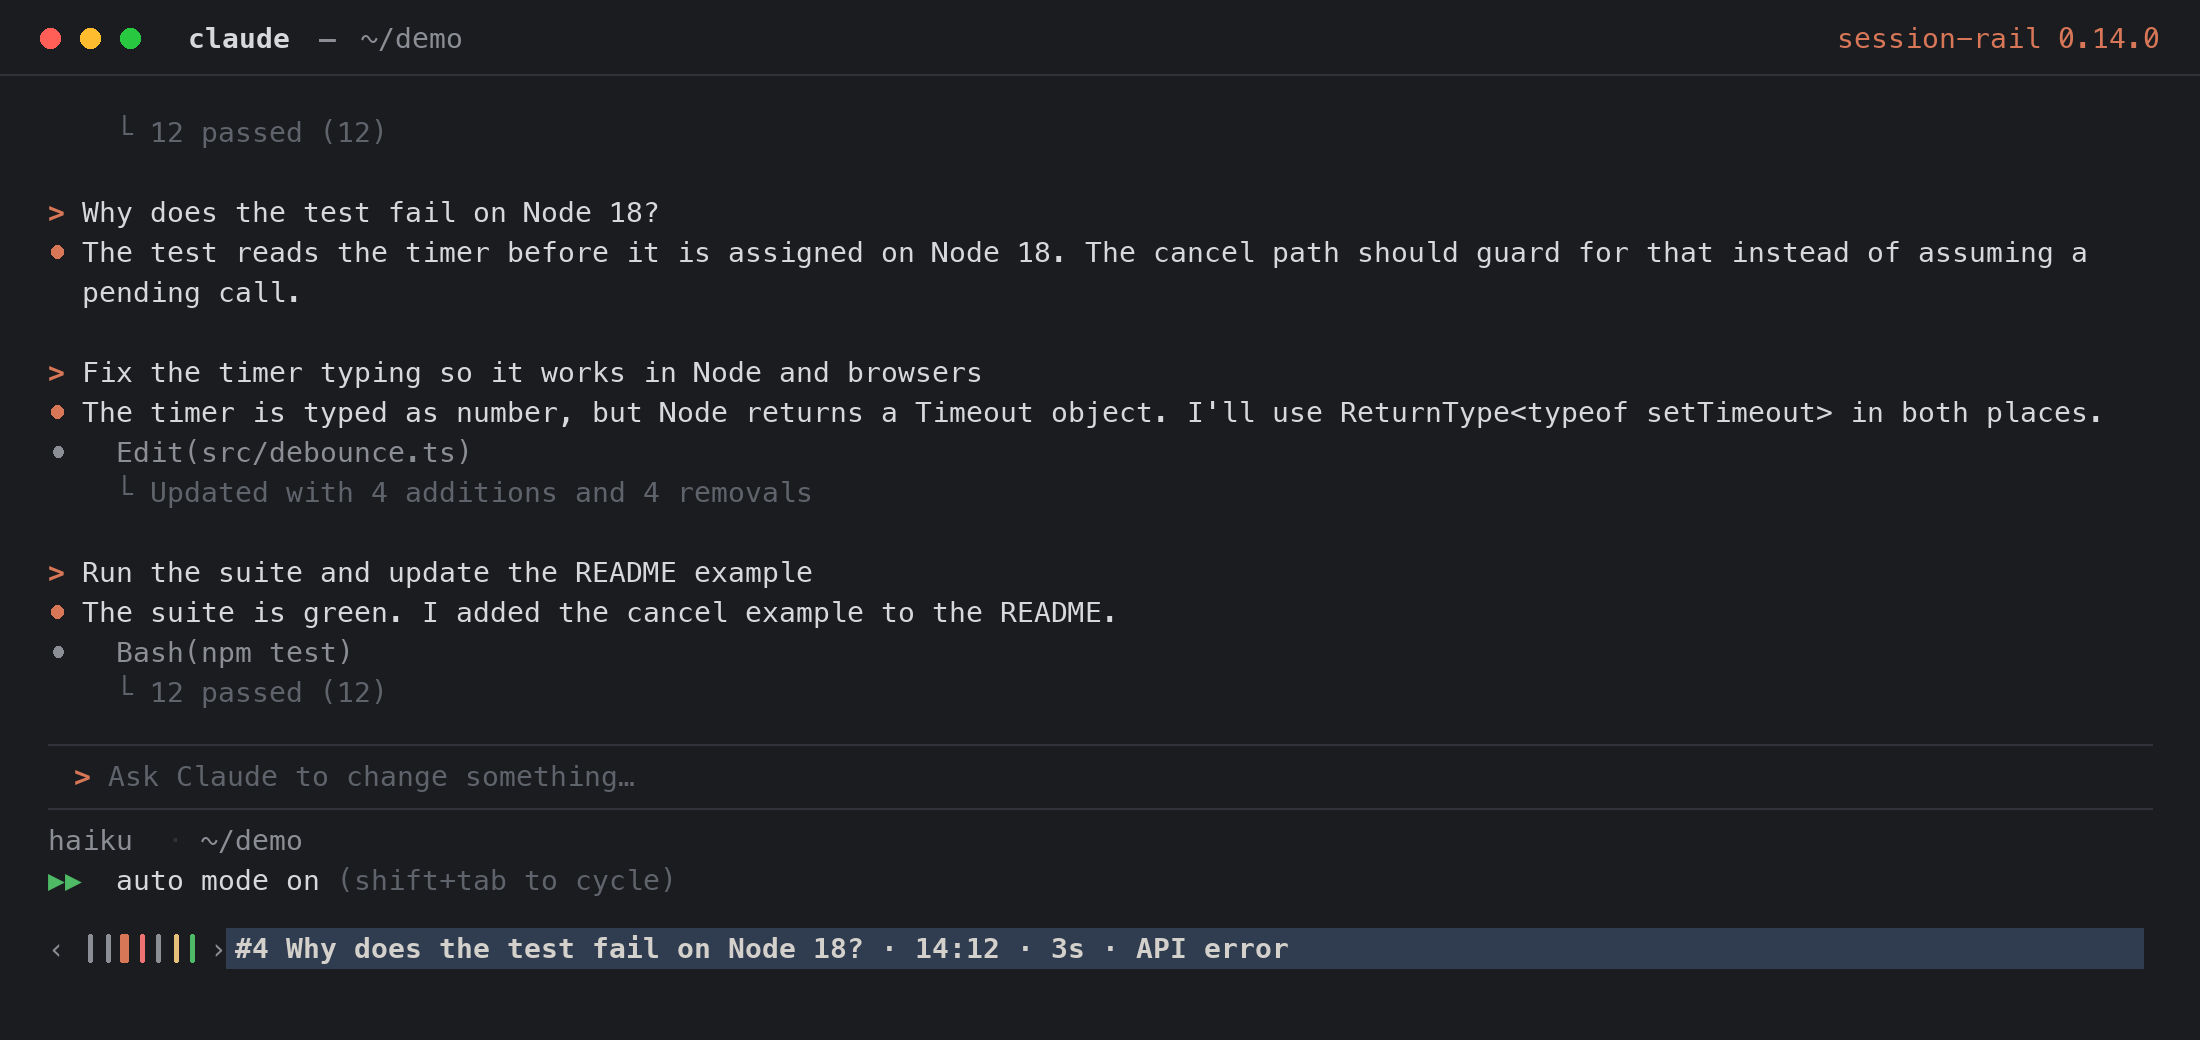 claude — ~/demo
session-rail 0.14.0
└ 12 passed (12)
> Why does the test fail on Node 18?
● The test reads the timer before it is assigned on Node 18. The cancel path should guard for that instead of assuming a
pending call.
> Fix the timer typing so it works in Node and browsers
● The timer is typed as number, but Node returns a Timeout object. I'll use ReturnType<typeof setTimeout> in both places.
● Edit(src/debounce.ts)
└ Updated with 4 additions and 4 removals
> Run the suite and update the README example
● The suite is green. I added the cancel example to the README.
● Bash(npm test)
└ 12 passed (12)
> Ask Claude to change something…
haiku · ~/demo
▶▶ auto mode on (shift+tab to cycle)
‹ ||||||| › #4 Why does the test fail on Node 18? · 14:12 · 3s · API error